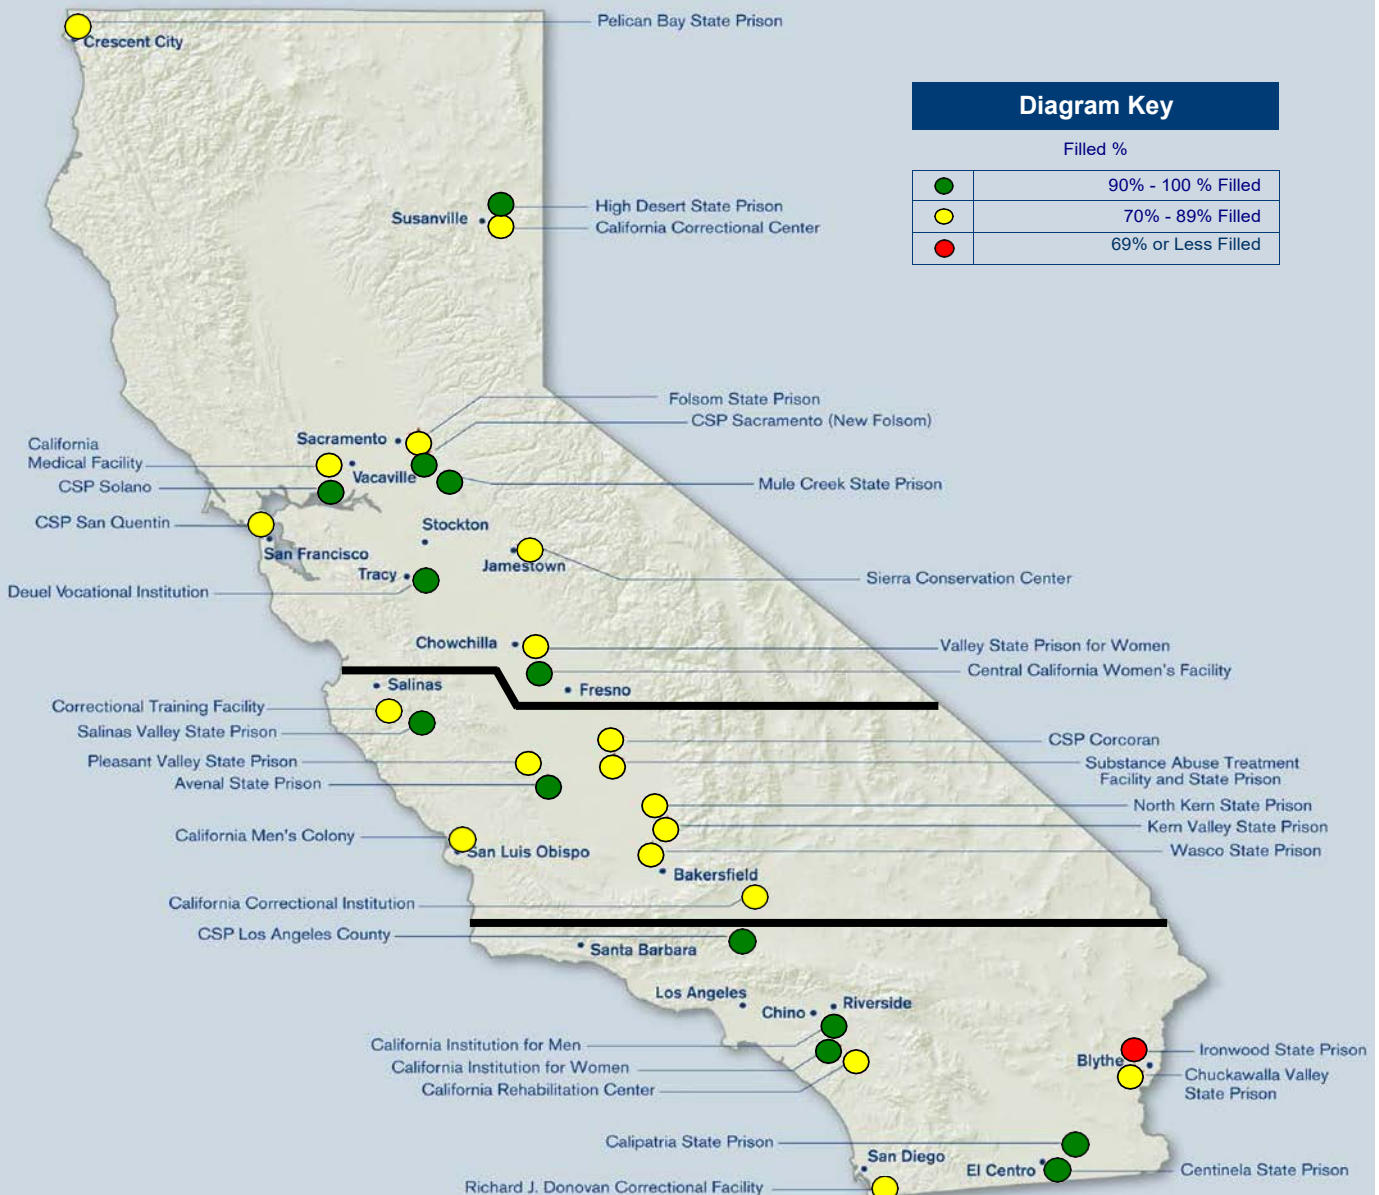 Pelican Bay State Prison
Crescent City
Diagram Key
Filled %
90% - 100 % Filled
70% - 89% Filled
69% or Less Filled
High Desert State Prison
Susanville
California Correctional Center
Folsom State Prison
CSP Sacramento (New Folsom)
Sacramento
California
Medical Facility
Vacaville
CSP Solano
Mule Creek State Prison
CSP San Quentin
Stockton
San Francisco
Jamestown
Tracy
Sierra Conservation Center
Deuel Vocational Institution
Chowchilla
Valley State Prison for Women
Central California Women's Facility
Salinas
Fresno
Correctional Training Facility
Salinas Valley State Prison
CSP Corcoran
Pleasant Valley State Prison
Substance Abuse Treatment
Facility and State Prison
Avenal State Prison
North Kern State Prison
Kern Valley State Prison
California Men's Colony
San Luis Obispo
Wasco State Prison
Bakersfield
California Correctional Institution
CSP Los Angeles County
Santa Barbara
Los Angeles
Riverside
Chino
California Institution for Men
Ironwood State Prison
Blythe
California Institution for Women
Chuckawalla Valley
State Prison
California Rehabilitation Center
Calipatria State Prison
San Diego
El Centro
Centinela State Prison
Richard J. Donovan Correctional Facility